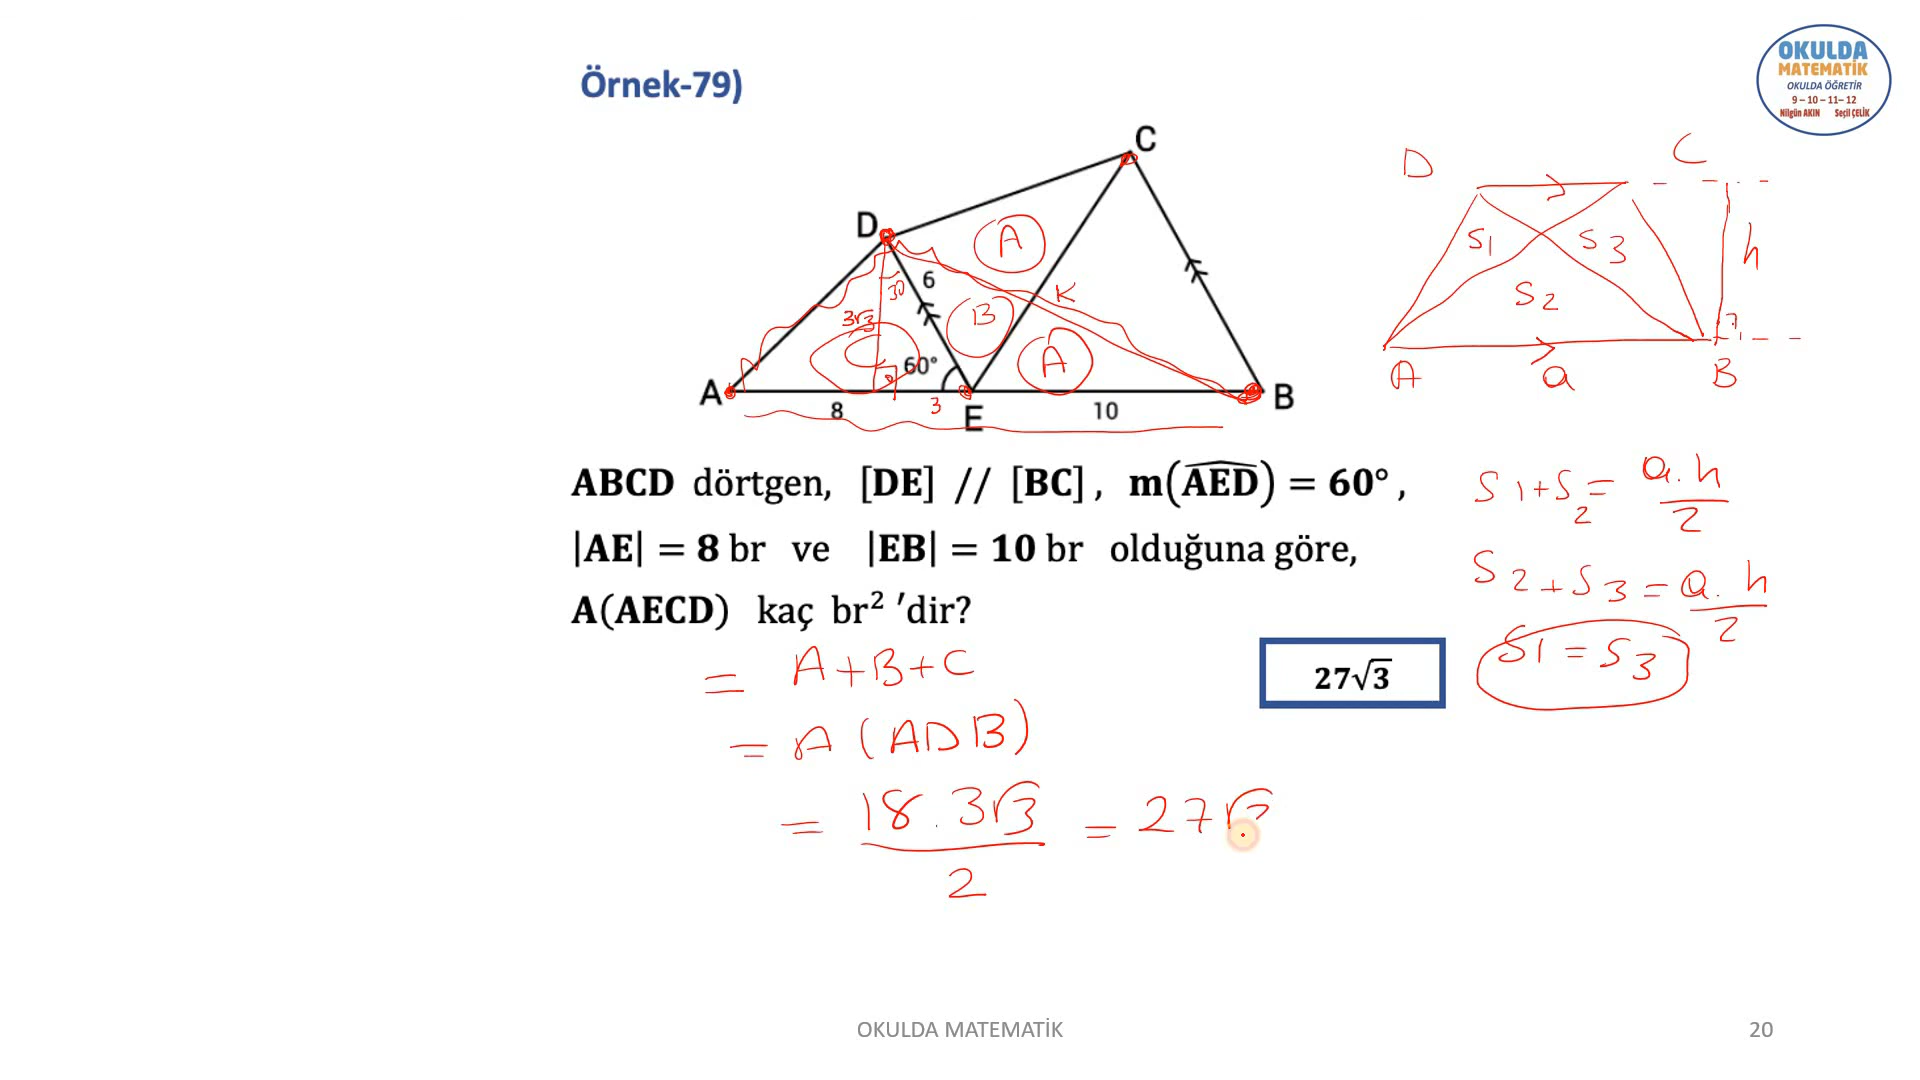 OKULDA
MATEMATİK
OKULDA ÖĞRETİR
9 – 10 – 11– 12
Nilgün AKIN Seçil ÇELİK
Örnek-79)
C
D
A
6
30
K
3√3
B
C
60°
A
A
8
3
E
10
B
D
C
S1
S3
h
S2
A
a
B
ABCD dörtgen, [DE] // [BC], m(AED) = 60°,
|AE| = 8 br ve |EB| = 10 br olduğuna göre,
A(AECD) kaç br² 'dir?
S1+S2 = a.h/2
S2+S3 = a.h/2
S1 = S3
27√3
= A+B+C
= A(ADB)
= 18.3√3/2 = 27√3
OKULDA MATEMATİK
20